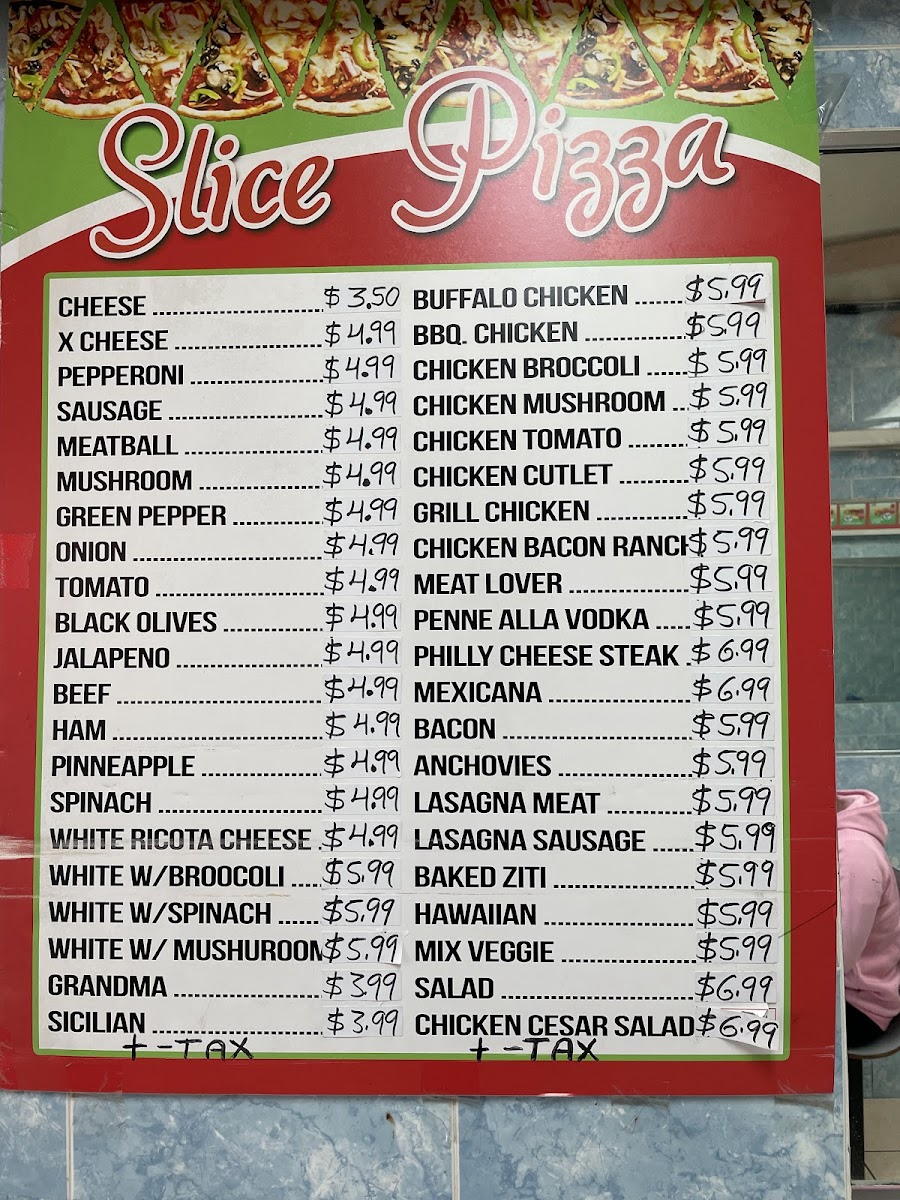 Slice Pizza
CHEESE $3.50
X CHEESE $4.99
PEPPERONI $4.99
SAUSAGE $4.99
MEATBALL $4.99
MUSHROOM $4.99
GREEN PEPPER $4.99
ONION $4.99
TOMATO $4.99
BLACK OLIVES $4.99
JALAPENO $4.99
BEEF $4.99
HAM $4.99
PINNEAPPLE $4.99
SPINACH $4.99
WHITE RICOTA CHEESE $4.99
WHITE W/BROOCOLI $5.99
WHITE W/SPINACH $5.99
WHITE W/ MUSHUROOM $5.99
GRANDMA $3.99
SICILIAN $3.99
+-TAX
BUFFALO CHICKEN $5.99
BBQ. CHICKEN $5.99
CHICKEN BROCCOLI $5.99
CHICKEN MUSHROOM $5.99
CHICKEN TOMATO $5.99
CHICKEN CUTLET $5.99
GRILL CHICKEN $5.99
CHICKEN BACON RANCH $5.99
MEAT LOVER $5.99
PENNE ALLA VODKA $5.99
PHILLY CHEESE STEAK $6.99
MEXICANA $6.99
BACON $5.99
ANCHOVIES $5.99
LASAGNA MEAT $5.99
LASAGNA SAUSAGE $5.99
BAKED ZITI $5.99
HAWAIIAN $5.99
MIX VEGGIE $5.99
SALAD $6.99
CHICKEN CESAR SALAD $6.99
+-TAX